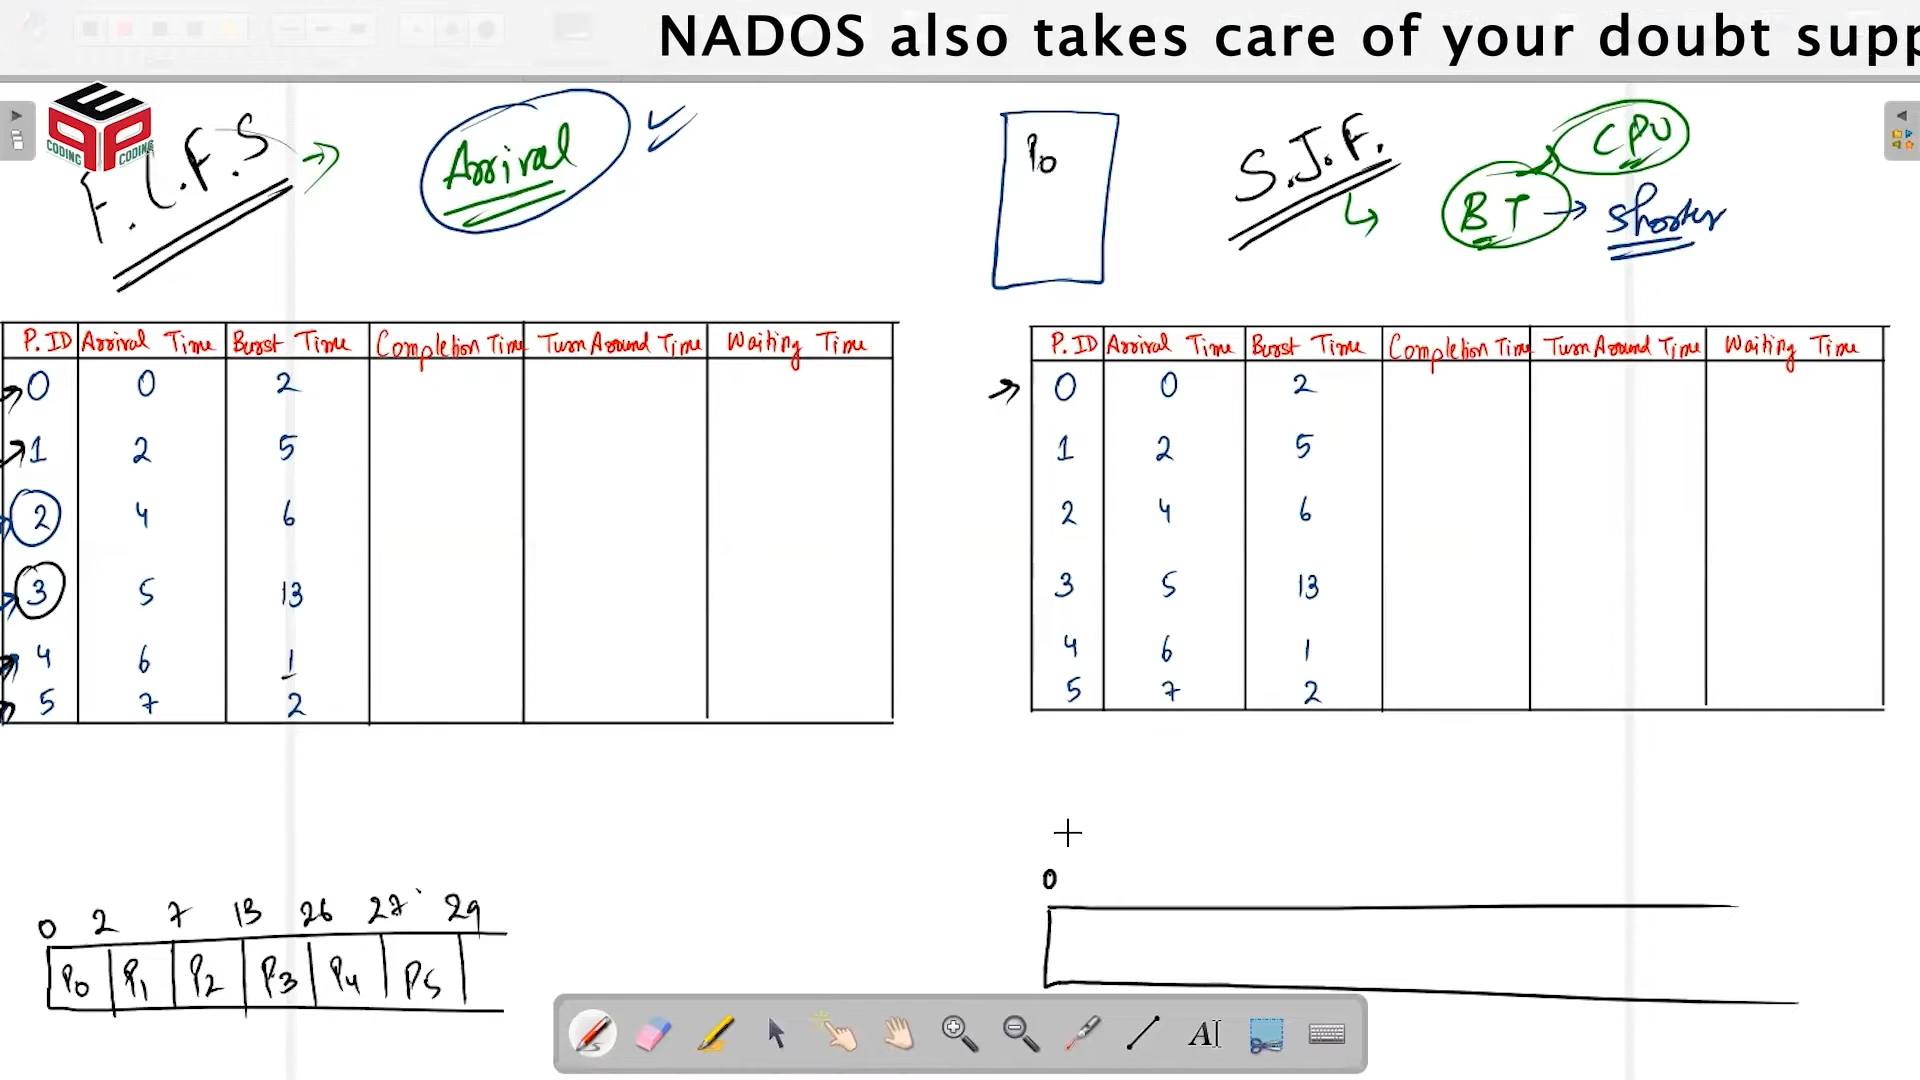 NADOS also takes care of your doubt supp
CODING CODING
F.C.F.S → Arrival
P0
S.J.F. BT → Shorter
CPU
P.ID Arrival Time Burst Time Completion Time Turn Around Time Waiting Time
0 0 2
1 2 5
2 4 6
3 5 13
4 6 1
5 7 2
P.ID Arrival Time Burst Time Completion Time Turn Around Time Waiting Time
0 0 2
1 2 5
2 4 6
3 5 13
4 6 1
5 7 2
0 2 7 13 26 27 29
P0 P1 P2 P3 P4 P5
0
AI